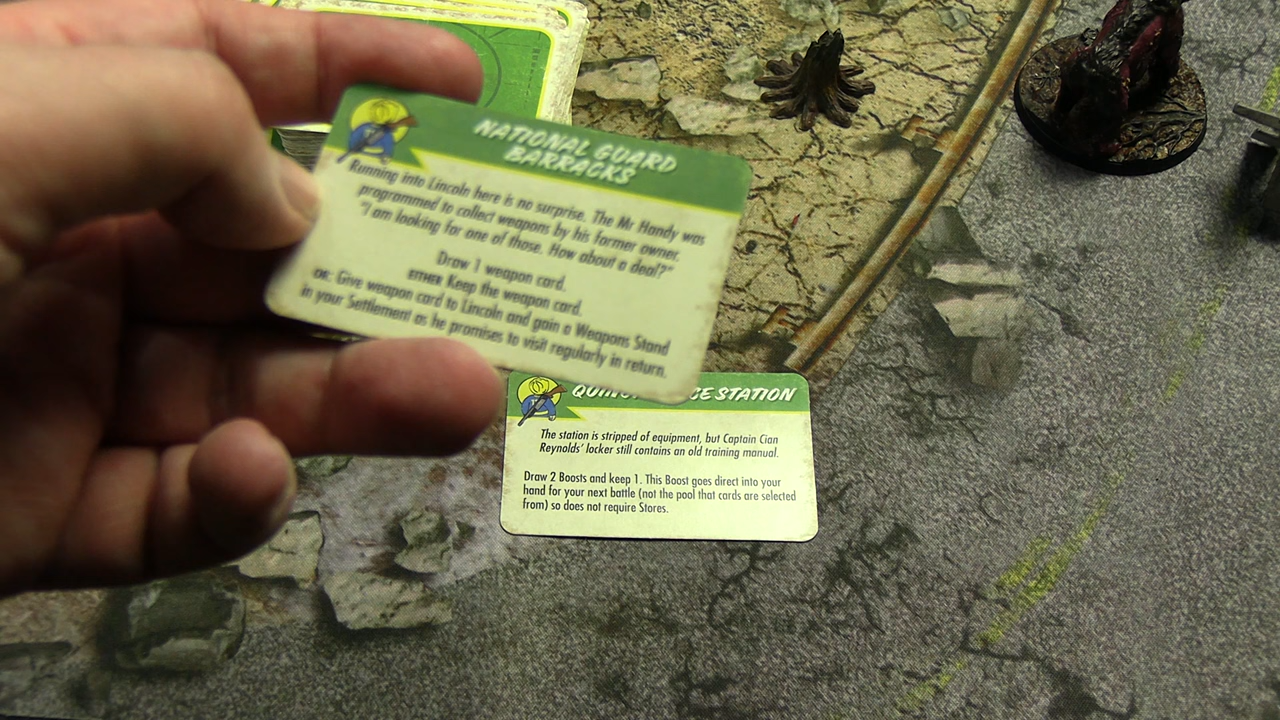 NATIONAL GUARD
BARRACKS
Running into Lincoln here is no surprise. The Mr Handy was
programmed to collect weapons by his former owner.
"I am looking for one of those. How about a deal?"
Draw 1 weapon card.
EITHER Keep the weapon card.
OR: Give weapon card to Lincoln and gain a Weapons Stand
in your Settlement as he promises to visit regularly in return.
STATION
The station is stripped of equipment, but Captain Cian
Reynolds' locker still contains an old training manual.
Draw 2 Boosts and keep 1. This Boost goes direct into your
hand for your next battle (not the pool that cards are selected
from) so does not require Stores.